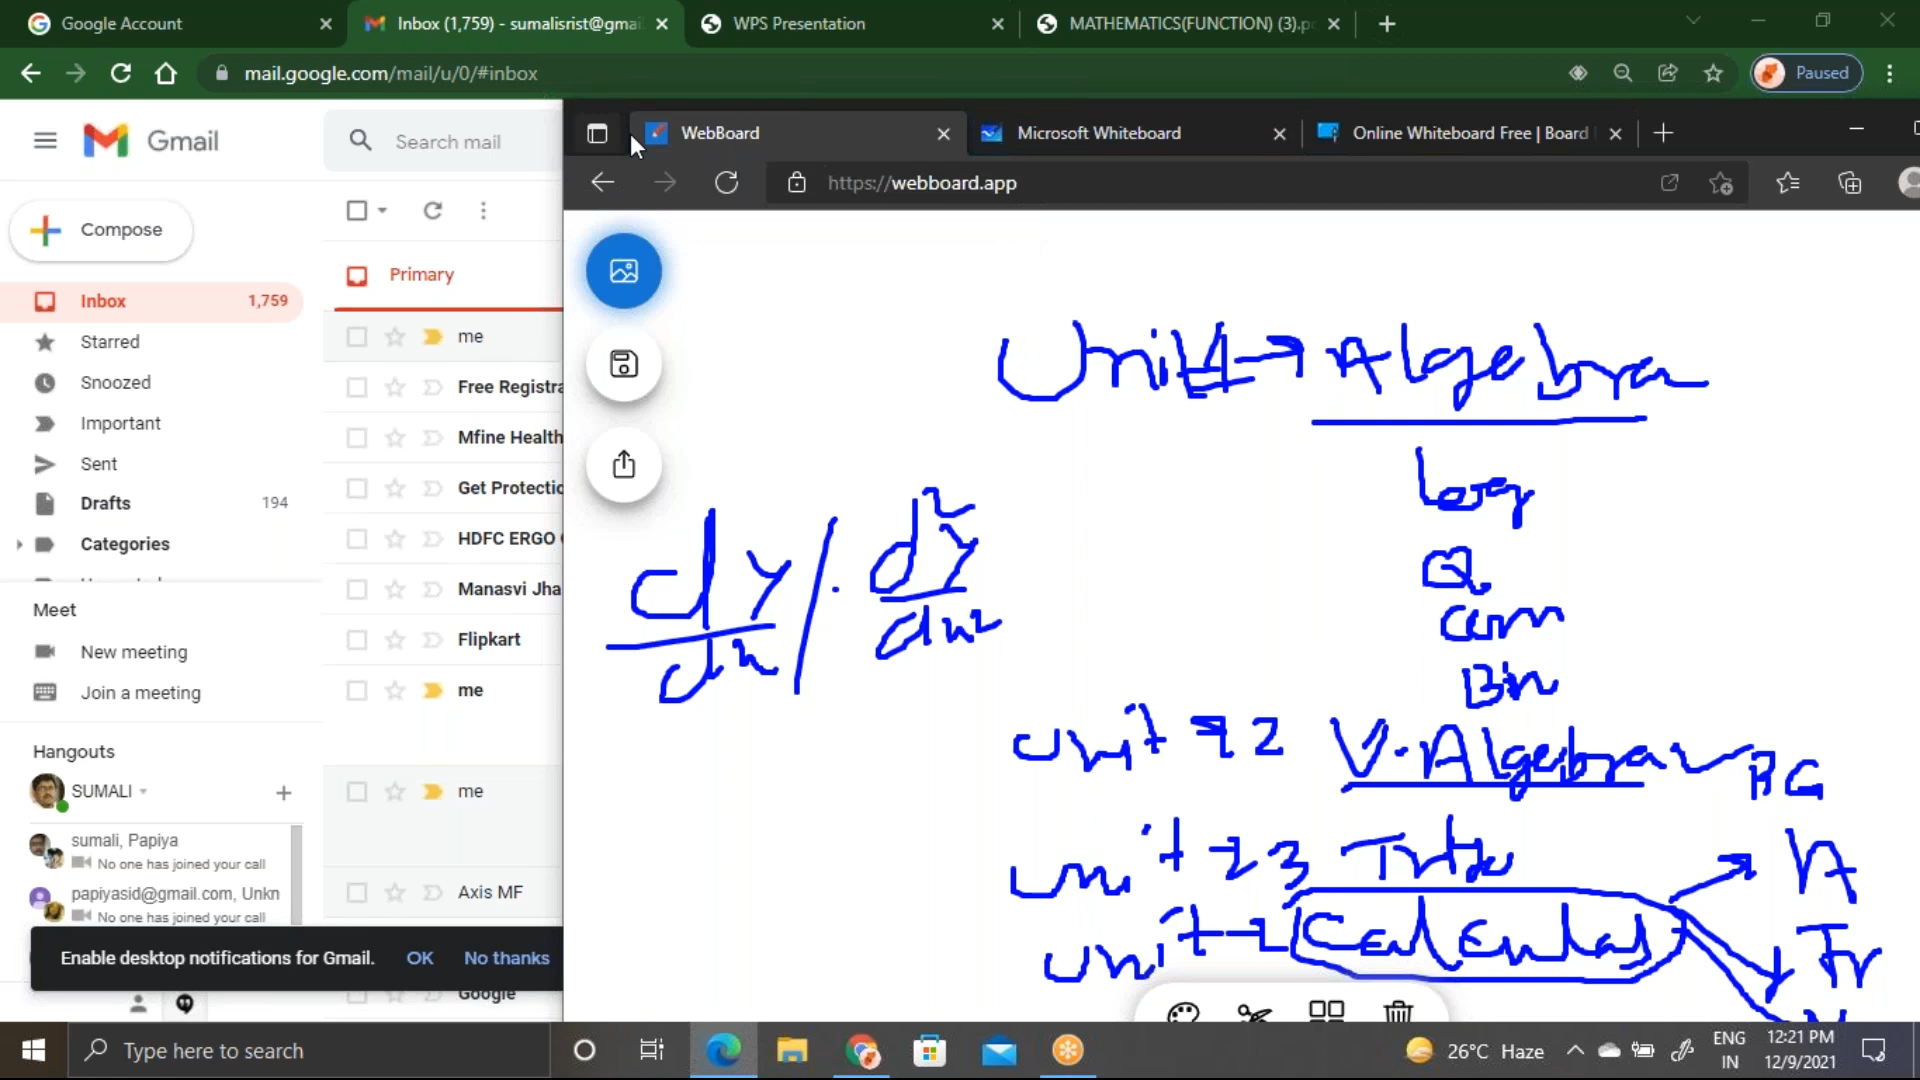 Google Account
Inbox (1,759) - sumalisrist@gmai
WPS Presentation
MATHEMATICS(FUNCTION) (3).p
mail.google.com/mail/u/0/#inbox
Paused
Gmail
Search mail
Compose
Inbox 1,759
Starred
Snoozed
Important
Sent
Drafts 194
Categories
Meet
New meeting
Join a meeting
Hangouts
SUMALI
sumali, Papiya
No one has joined your call
papiyasid@gmail.com, Unkn
No one has joined your call
Primary
me
Free Registra
Mfine Health
Get Protectio
HDFC ERGO
Manasvi Jha
Flipkart
me
me
Axis MF
Google
Enable desktop notifications for Gmail. OK No thanks
WebBoard
Microsoft Whiteboard
Online Whiteboard Free | Board
https://webboard.app
Unit 1 → Algebra
Log
Q
Com
Bin
dy/dx / d²y/dx²
Unit → 2 V. Algebra BG
Unit → 3
Unit → Calculus
Type here to search
26°C Haze
ENG
IN
12:21 PM
12/9/2021